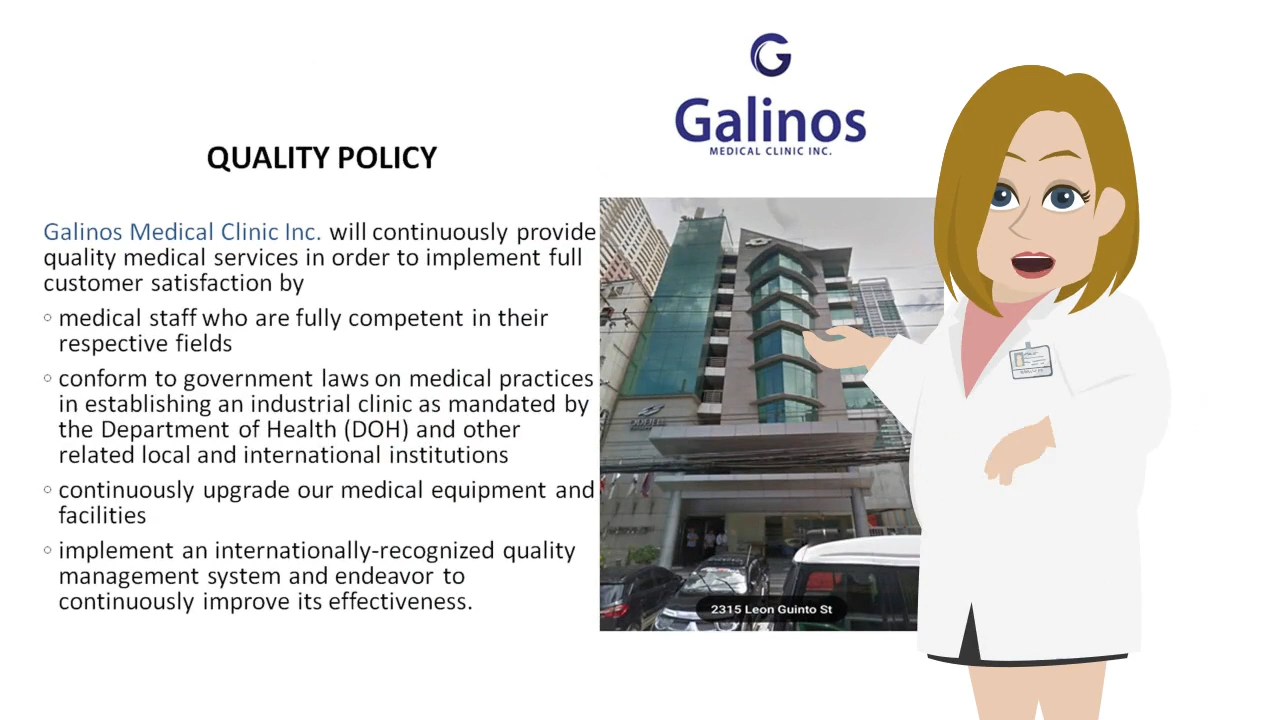 Galinos
MEDICAL CLINIC INC.
QUALITY POLICY
Galinos Medical Clinic Inc. will continuously provide
quality medical services in order to implement full
customer satisfaction by
◦ medical staff who are fully competent in their
respective fields
◦ conform to government laws on medical practices
in establishing an industrial clinic as mandated by
the Department of Health (DOH) and other
related local and international institutions
◦ continuously upgrade our medical equipment and
facilities
◦ implement an internationally-recognized quality
management system and endeavor to
continuously improve its effectiveness.
2315 Leon Guinto St